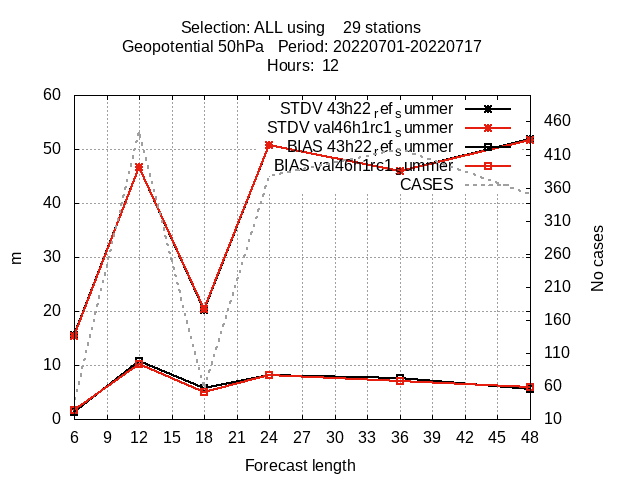 Selection: ALL using 29 stations
Geopotential 50hPa Period: 20220701-20220717
Hours: 12
STDV 43h22_ref_summer
STDV val46h1rc1_summer
BIAS 43h22_ref_summer
BIAS val46h1rc1_summer
CASES
60
50
40
30
20
10
0
m
460
410
360
310
260
210
160
110
60
10
No cases
6 9 12 15 18 21 24 27 30 33 36 39 42 45 48
Forecast length